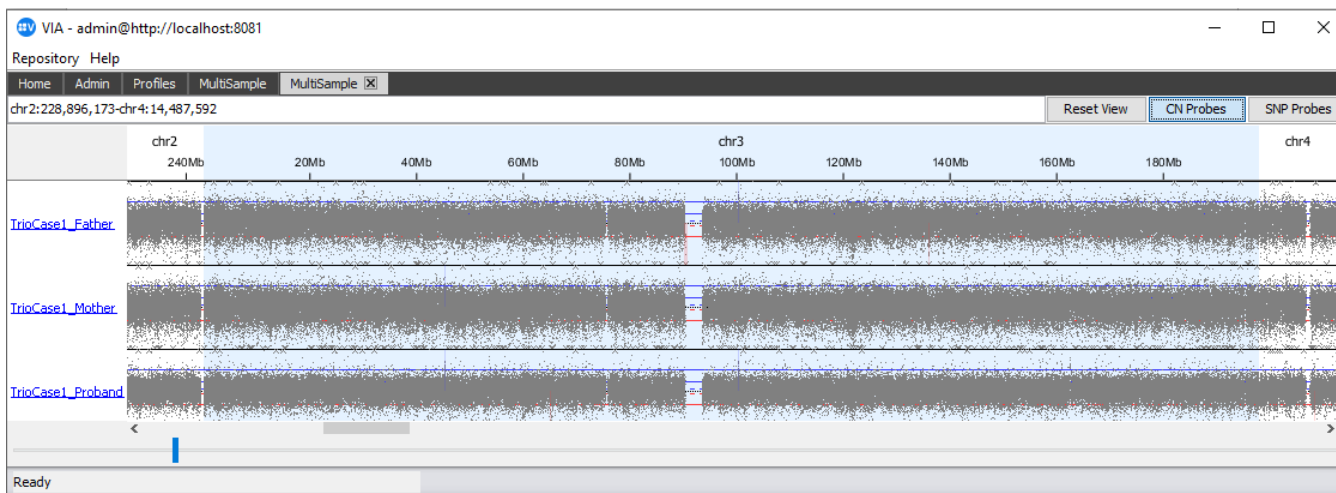 VIA - admin@http://localhost:8081
Repository Help
Home Admin Profiles MultiSample MultiSample
chr2:228,896,173-chr4:14,487,592 Reset View CN Probes SNP Probes
chr2 chr3 chr4
240Mb 20Mb 40Mb 60Mb 80Mb 100Mb 120Mb 140Mb 160Mb 180Mb
TrioCase1_Father
TrioCase1_Mother
TrioCase1_Proband
Ready